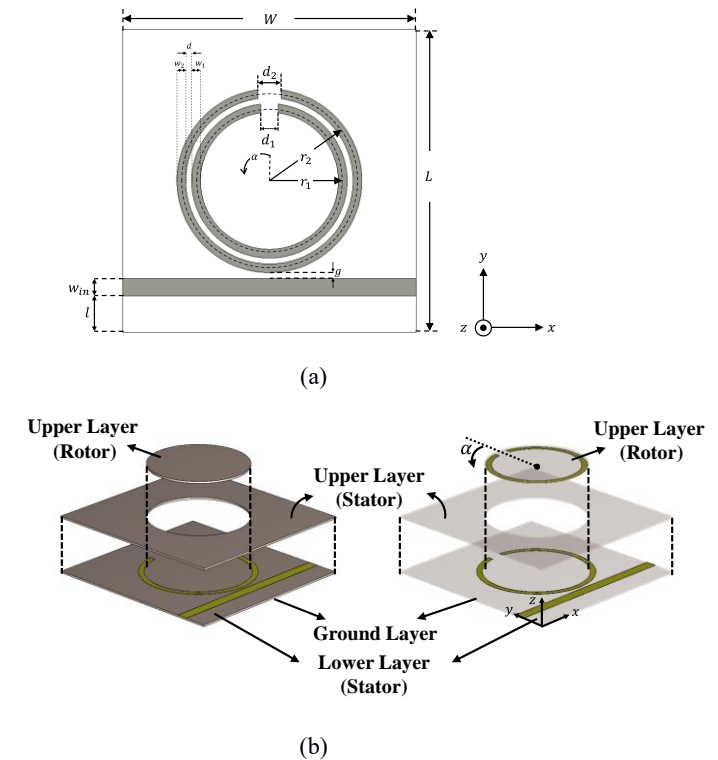 W
d
w₂ w₁
d₂
d₁
α
r₂
r₁
L
g
w_in
l
y
z x
(a)
Upper Layer
(Rotor)
Upper Layer
(Stator)
α
Upper Layer
(Rotor)
z
y x
Ground Layer
Lower Layer
(Stator)
(b)